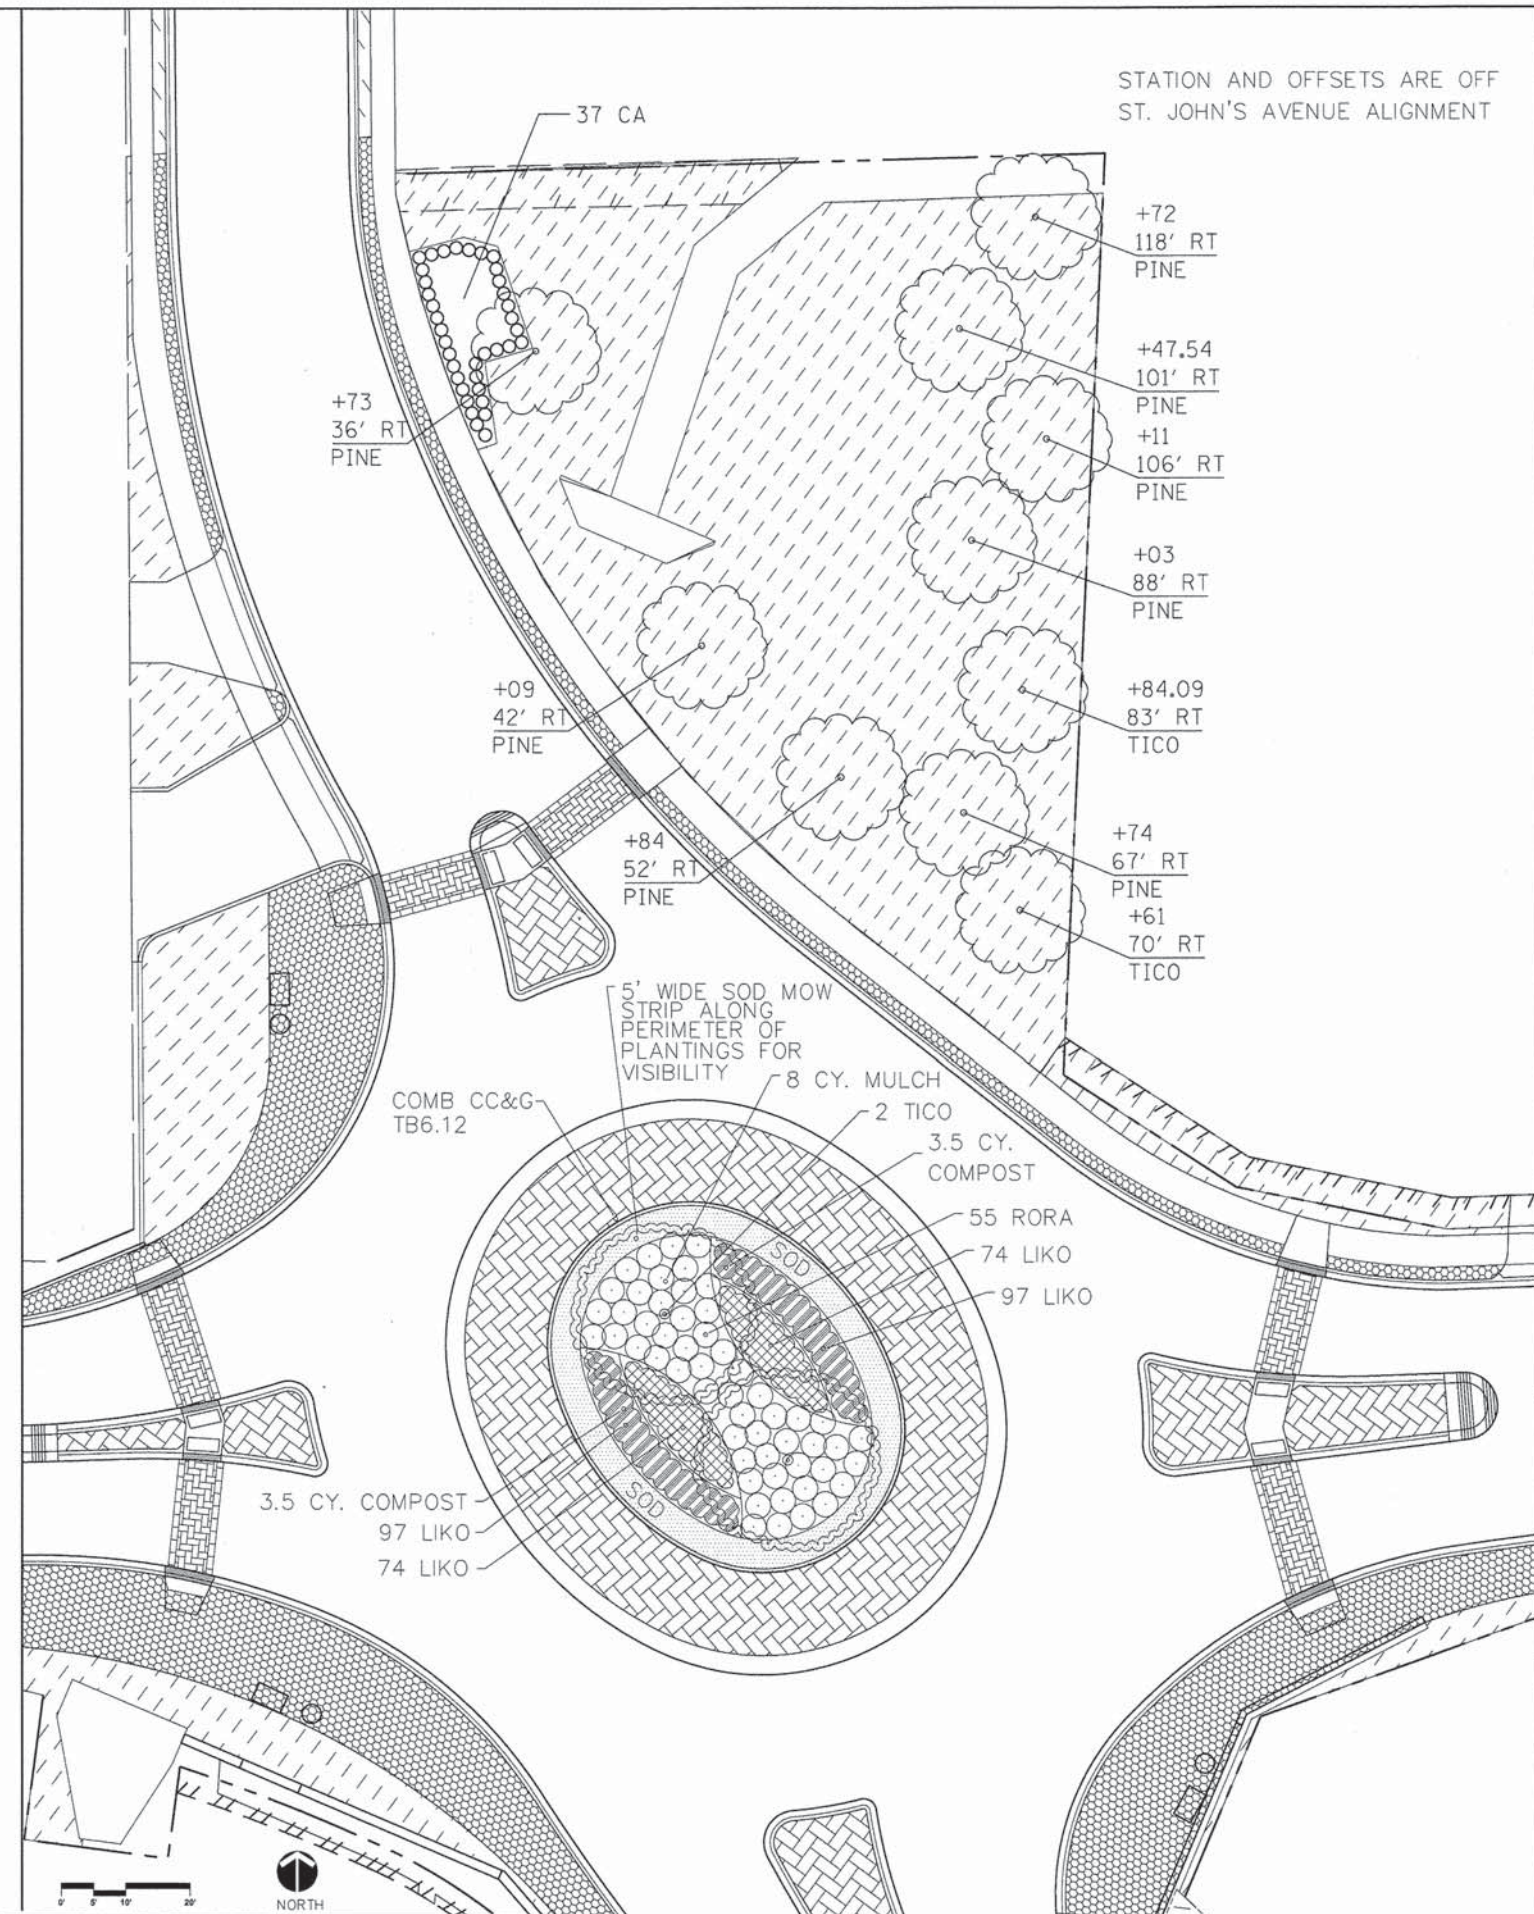 STATION AND OFFSETS ARE OFF
ST. JOHN'S AVENUE ALIGNMENT
37 CA
+72
118' RT
PINE
+47.54
101' RT
PINE
+73
36' RT
PINE
+11
106' RT
PINE
+03
88' RT
PINE
+09
42' RT
PINE
+84.09
83' RT
TICO
+84
52' RT
PINE
+74
67' RT
PINE
+61
70' RT
TICO
5' WIDE SOD MOW
STRIP ALONG
PERIMETER OF
PLANTINGS FOR
VISIBILITY
8 CY. MULCH
COMB CC&G
TB6.12
2 TICO
3.5 CY.
COMPOST
55 RORA
74 LIKO
97 LIKO
SOD
SOD
3.5 CY. COMPOST
97 LIKO
74 LIKO
0' 5' 10' 20'
NORTH